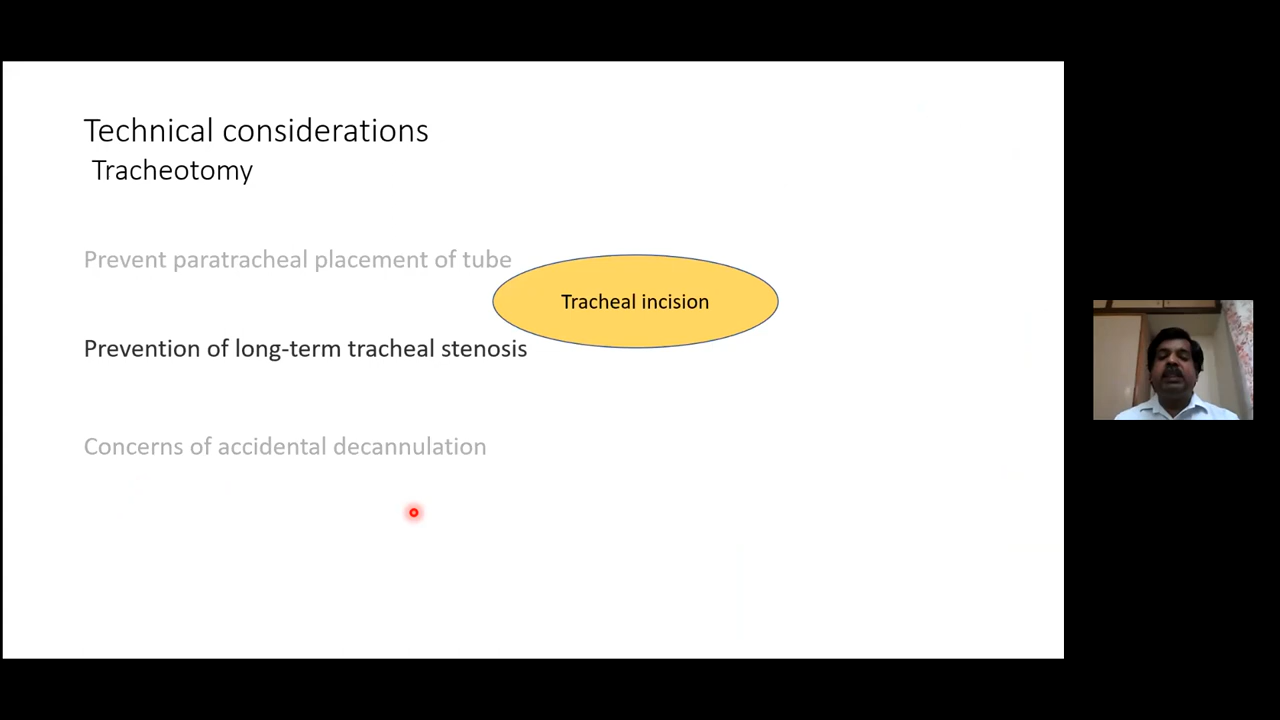 Technical considerations
Tracheotomy
Prevent paratracheal placement of tube
Tracheal incision
Prevention of long-term tracheal stenosis
Concerns of accidental decannulation